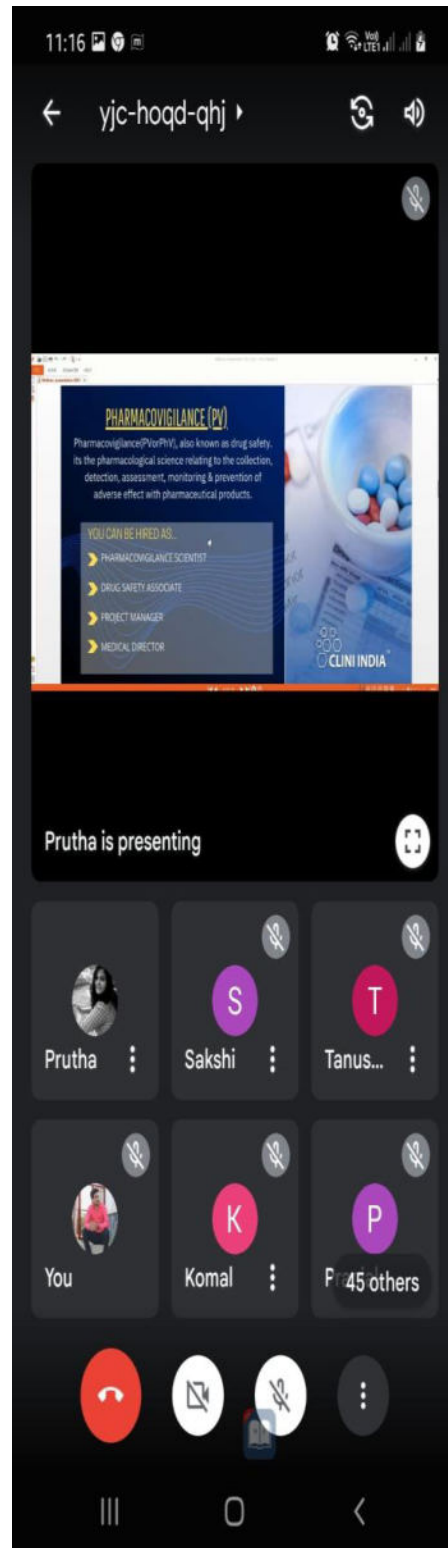 11:16
Vo))
LTE1
yjc-hoqd-qhj
PHARMACOVIGILANCE (PV)
Pharmacovigilance(PVorPhV), also known as drug safety.
its the pharmacological science relating to the collection,
detection, assessment, monitoring & prevention of
adverse effect with pharmaceutical products.
YOU CAN BE HIRED AS...
PHARMACOVIGILANCE SCIENTIST
DRUG SAFETY ASSOCIATE
PROJECT MANAGER
MEDICAL DIRECTOR
CLINI INDIA
Prutha is presenting
S
T
Prutha
Sakshi
Tanus...
K
P
You
Komal
45 others